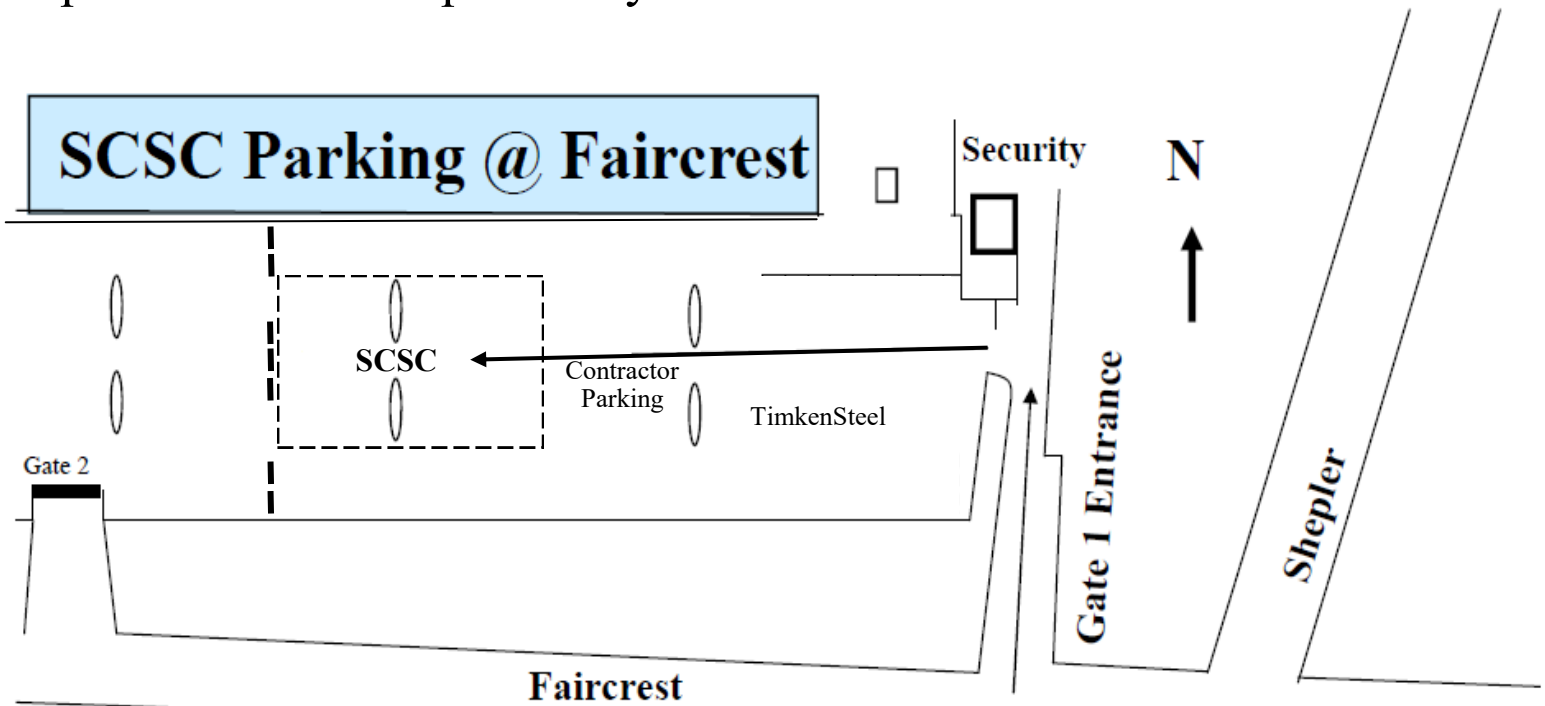 SCSC Parking @ Faircrest
Security
N
SCSC
Contractor
Parking
TimkenSteel
Gate 2
Gate 1 Entrance
Shepler
Faircrest